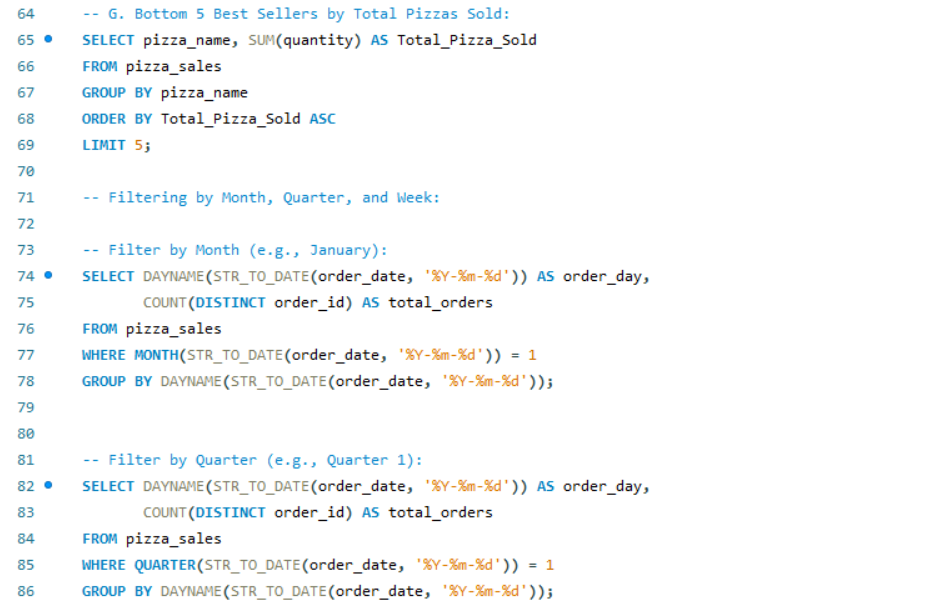 64 -- G. Bottom 5 Best Sellers by Total Pizzas Sold:
65 SELECT pizza_name, SUM(quantity) AS Total_Pizza_Sold
66 FROM pizza_sales
67 GROUP BY pizza_name
68 ORDER BY Total_Pizza_Sold ASC
69 LIMIT 5;
70
71 -- Filtering by Month, Quarter, and Week:
72
73 -- Filter by Month (e.g., January):
74 SELECT DAYNAME(STR_TO_DATE(order_date, '%Y-%m-%d')) AS order_day,
75 COUNT(DISTINCT order_id) AS total_orders
76 FROM pizza_sales
77 WHERE MONTH(STR_TO_DATE(order_date, '%Y-%m-%d')) = 1
78 GROUP BY DAYNAME(STR_TO_DATE(order_date, '%Y-%m-%d'));
79
80
81 -- Filter by Quarter (e.g., Quarter 1):
82 SELECT DAYNAME(STR_TO_DATE(order_date, '%Y-%m-%d')) AS order_day,
83 COUNT(DISTINCT order_id) AS total_orders
84 FROM pizza_sales
85 WHERE QUARTER(STR_TO_DATE(order_date, '%Y-%m-%d')) = 1
86 GROUP BY DAYNAME(STR_TO_DATE(order_date, '%Y-%m-%d'));